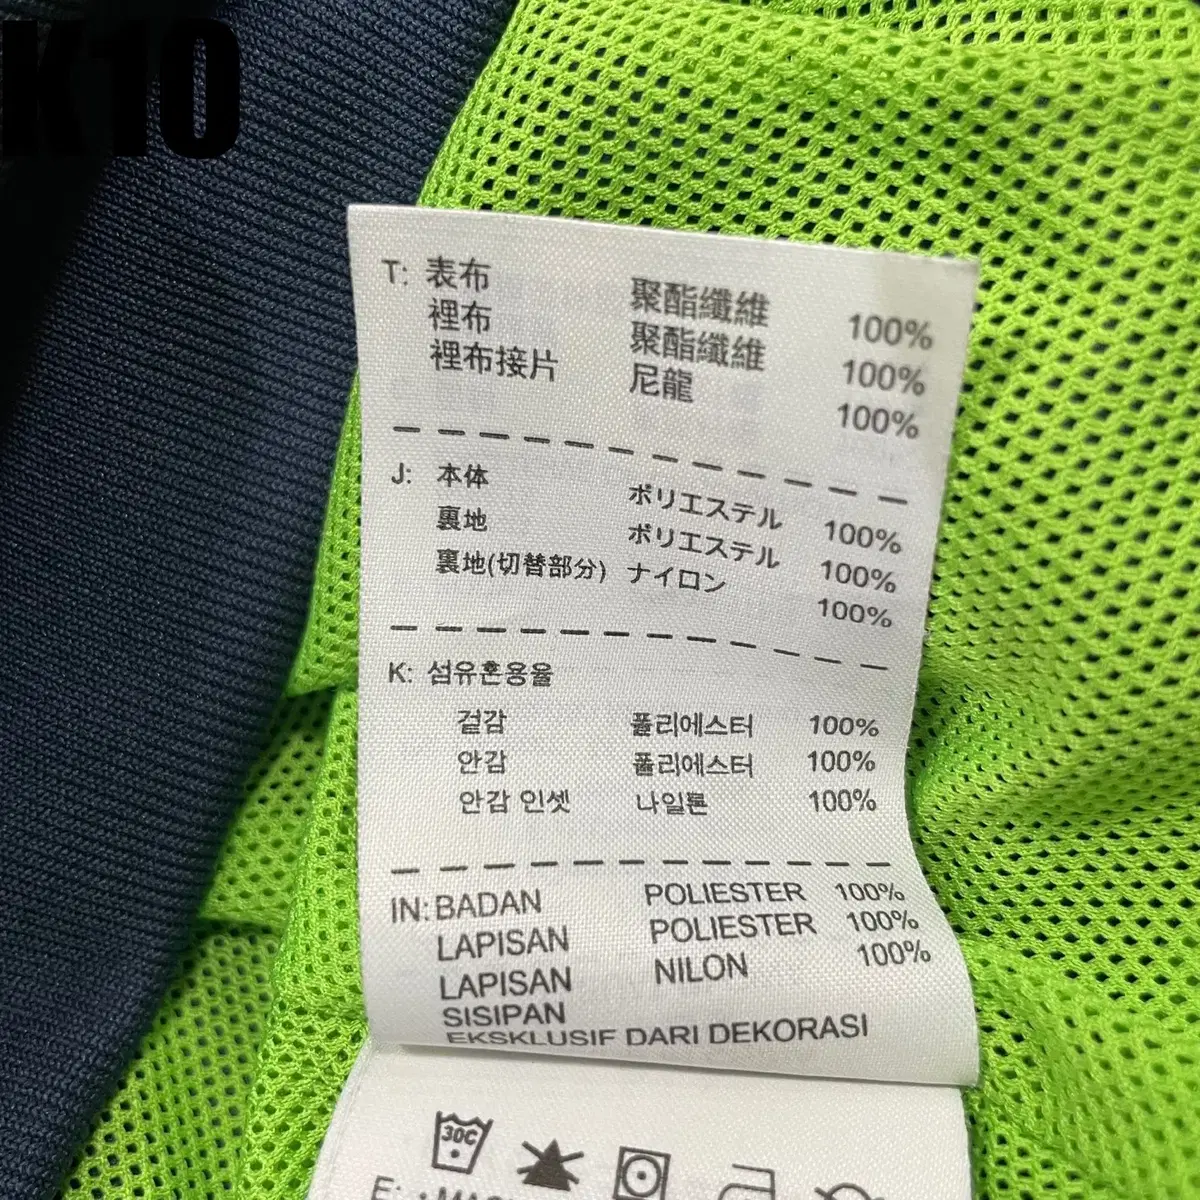 K10
T: 表布 聚酯纖維 100%
裡布 聚酯纖維 100%
裡布接片 尼龍 100%
J: 本体 ポリエステル 100%
裏地 ポリエステル 100%
裏地(切替部分) ナイロン 100%
K: 섬유혼용율
겉감 폴리에스터 100%
안감 폴리에스터 100%
안감 인셋 나일론 100%
IN: BADAN POLIESTER 100%
LAPISAN POLIESTER 100%
LAPISAN NILON 100%
SISIPAN
EKSKLUSIF DARI DEKORASI
30C